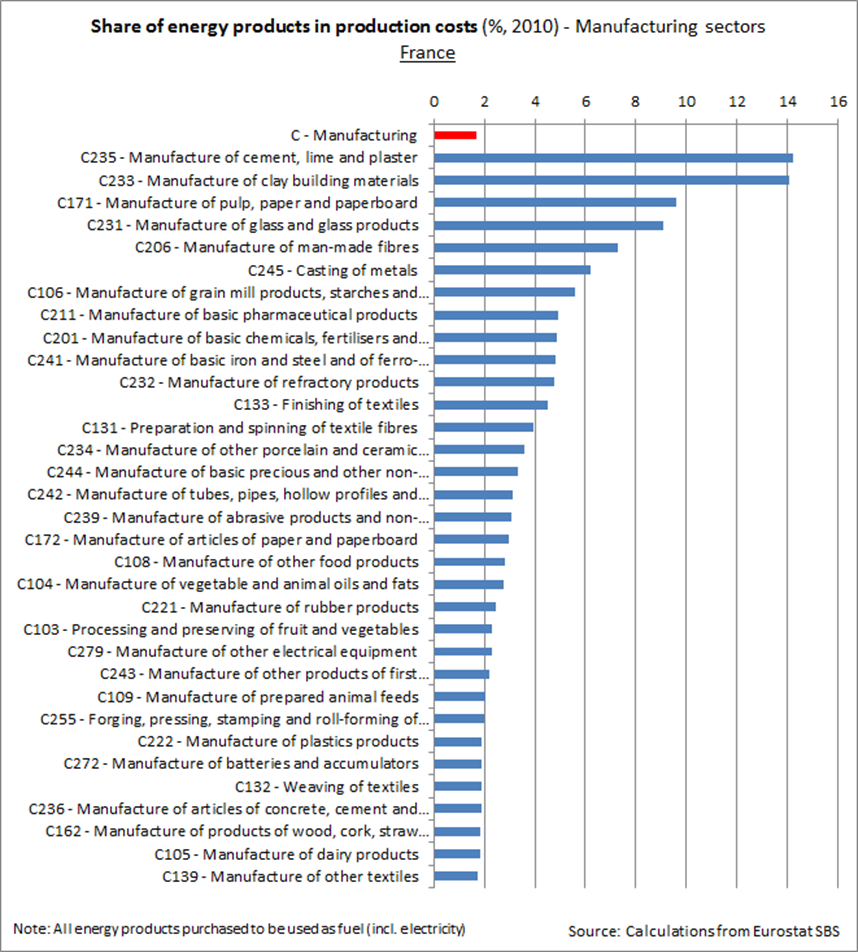 Share of energy products in production costs (%, 2010) - Manufacturing sectors
France
0 2 4 6 8 10 12 14 16
C - Manufacturing
C235 - Manufacture of cement, lime and plaster
C233 - Manufacture of clay building materials
C171 - Manufacture of pulp, paper and paperboard
C231 - Manufacture of glass and glass products
C206 - Manufacture of man-made fibres
C245 - Casting of metals
C106 - Manufacture of grain mill products, starches and...
C211 - Manufacture of basic pharmaceutical products
C201 - Manufacture of basic chemicals, fertilisers and...
C241 - Manufacture of basic iron and steel and of ferro-...
C232 - Manufacture of refractory products
C133 - Finishing of textiles
C131 - Preparation and spinning of textile fibres
C234 - Manufacture of other porcelain and ceramic...
C244 - Manufacture of basic precious and other non-...
C242 - Manufacture of tubes, pipes, hollow profiles and...
C239 - Manufacture of abrasive products and non-...
C172 - Manufacture of articles of paper and paperboard
C108 - Manufacture of other food products
C104 - Manufacture of vegetable and animal oils and fats
C221 - Manufacture of rubber products
C103 - Processing and preserving of fruit and vegetables
C279 - Manufacture of other electrical equipment
C243 - Manufacture of other products of first...
C109 - Manufacture of prepared animal feeds
C255 - Forging, pressing, stamping and roll-forming of...
C222 - Manufacture of plastics products
C272 - Manufacture of batteries and accumulators
C132 - Weaving of textiles
C236 - Manufacture of articles of concrete, cement and...
C162 - Manufacture of products of wood, cork, straw...
C105 - Manufacture of dairy products
C139 - Manufacture of other textiles
Note: All energy products purchased to be used as fuel (incl. electricity)
Source: Calculations from Eurostat SBS